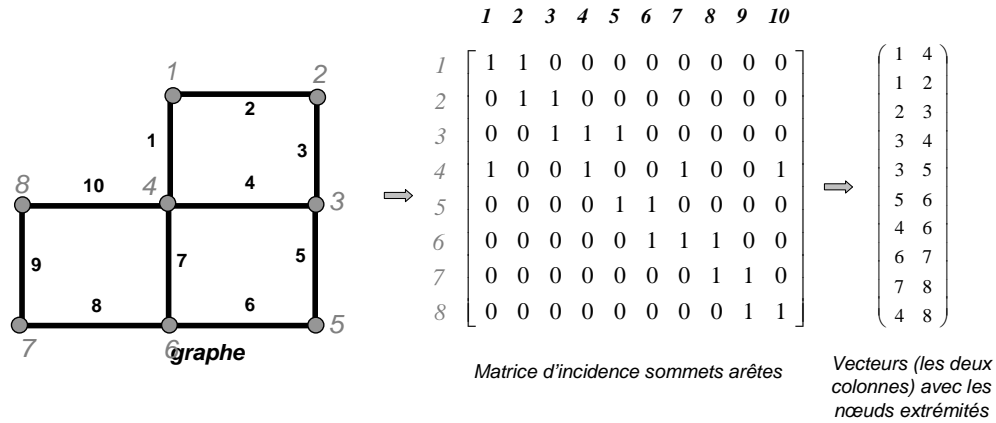 1 2 3 4 5 6 7 8 9 10
1 1 1 0 0 0 0 0 0 0 0
2 0 1 1 0 0 0 0 0 0 0
3 0 0 1 1 1 0 0 0 0 0
4 1 0 0 1 0 0 1 0 0 1
5 0 0 0 0 1 1 0 0 0 0
6 0 0 0 0 0 1 1 1 0 0
7 0 0 0 0 0 0 0 1 1 0
8 0 0 0 0 0 0 0 0 1 1
1 4
1 2
2 3
3 4
3 5
5 6
4 6
6 7
7 8
4 8
1 2
2
1 3
8 10 4 4 3
9 7 5
8 6
7 6 5
graphe
Matrice d'incidence sommets arêtes
Vecteurs (les deux
colonnes) avec les
nœuds extrémités